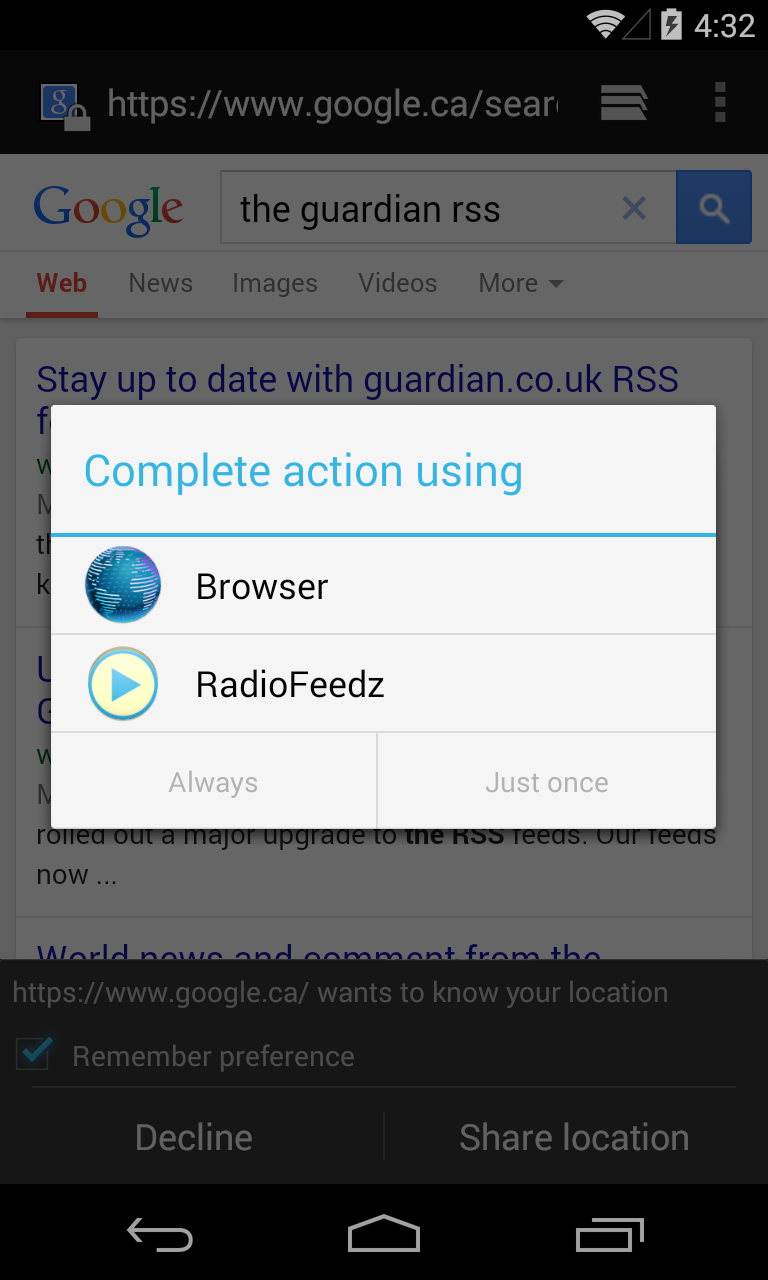 4:32
https://www.google.ca/sear
Google
the guardian rss
Web News Images Videos More
Stay up to date with guardian.co.uk RSS
Complete action using
Browser
RadioFeedz
Always Just once
rolled out a major upgrade to the RSS feeds. Our feeds
now ...
World news and comment from the
https://www.google.ca/ wants to know your location
Remember preference
Decline Share location